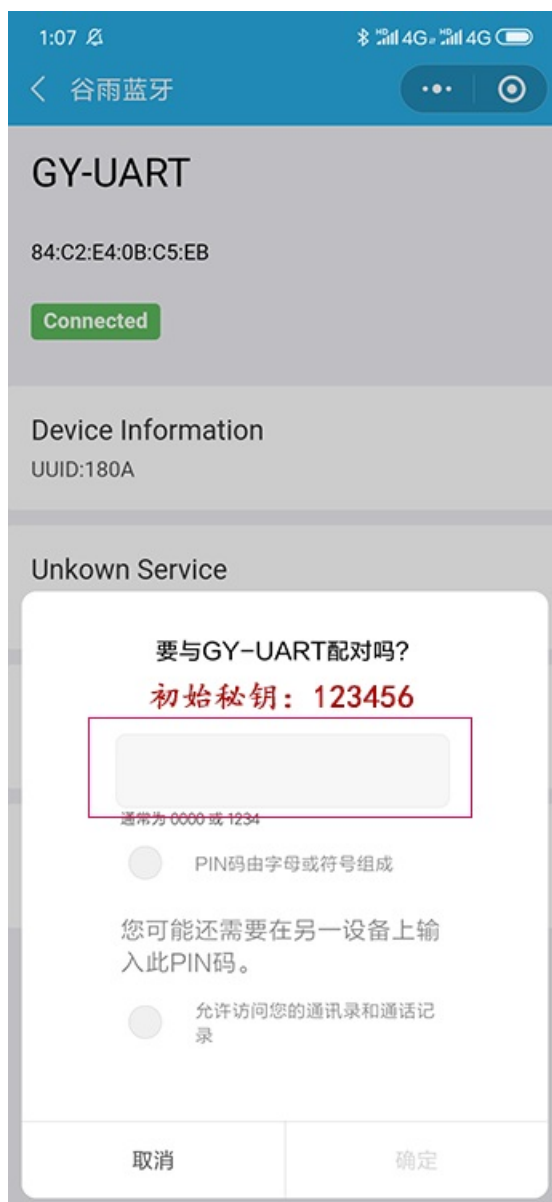 1:07
HD 4G HD 4G
谷雨蓝牙
GY-UART
84:C2:E4:0B:C5:EB
Connected
Device Information
UUID:180A
Unkown Service
要与GY-UART配对吗?
初始秘钥: 123456
通常为 0000 或 1234
PIN码由字母或符号组成
您可能还需要在另一设备上输
入此PIN码。
允许访问您的通讯录和通话记
录
取消
确定